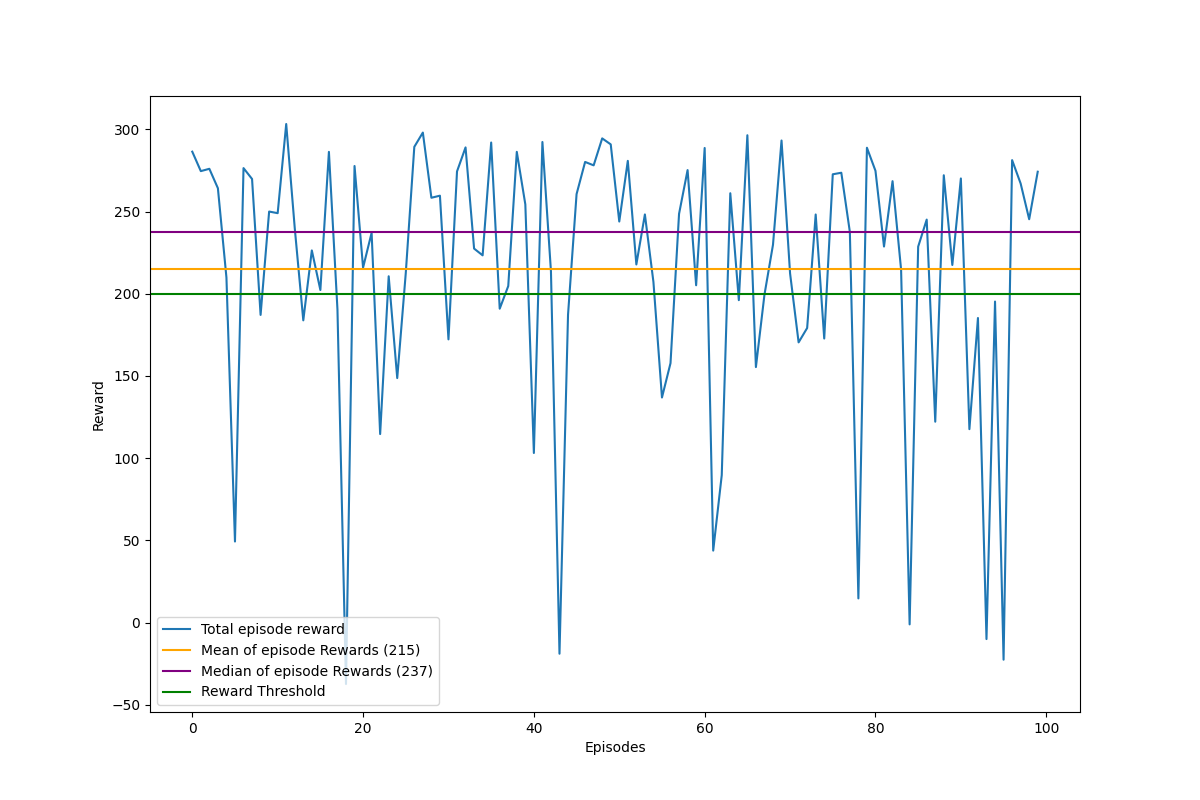 300
250
200
150
100
50
0
−50
Reward
Total episode reward
Mean of episode Rewards (215)
Median of episode Rewards (237)
Reward Threshold
0 20 40 60 80 100
Episodes